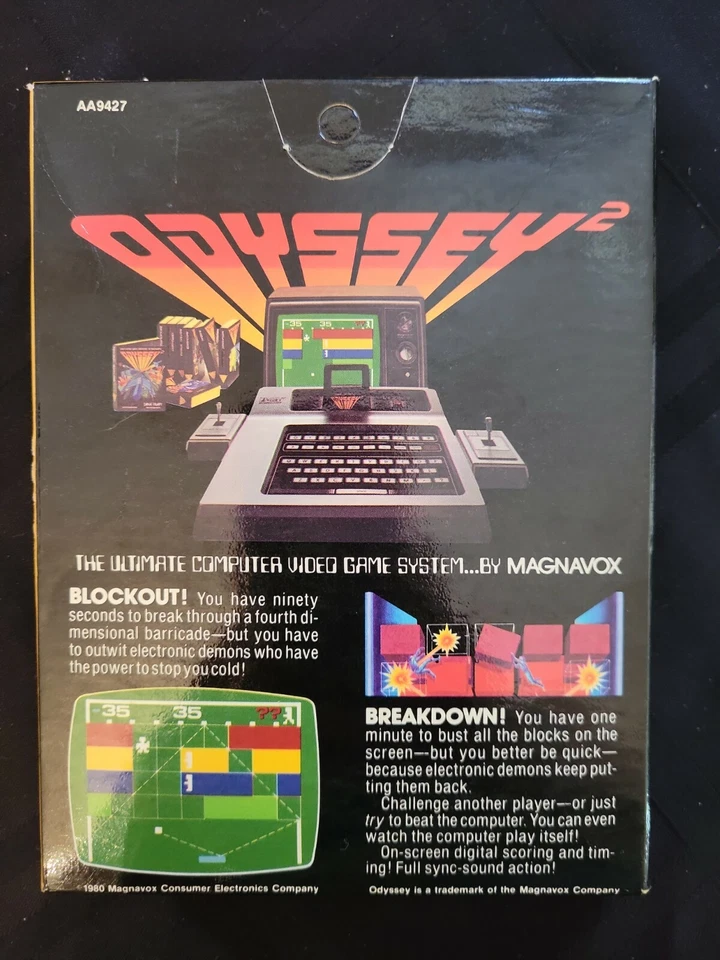 AA9427
ODYSSEY²
-35 35 ??
ODYSSEY
THE ULTIMATE COMPUTER VIDEO GAME SYSTEM...BY MAGNAVOX
BLOCKOUT! You have ninety
seconds to break through a fourth di-
mensional barricade—but you have
to outwit electronic demons who have
the power to stop you cold!
-35 35 ??
BREAKDOWN! You have one
minute to bust all the blocks on the
screen—but you better be quick—
because electronic demons keep put-
ting them back.
Challenge another player—or just
try to beat the computer. You can even
watch the computer play itself!
On-screen digital scoring and tim-
ing! Full sync-sound action!
1980 Magnavox Consumer Electronics Company
Odyssey is a trademark of the Magnavox Company